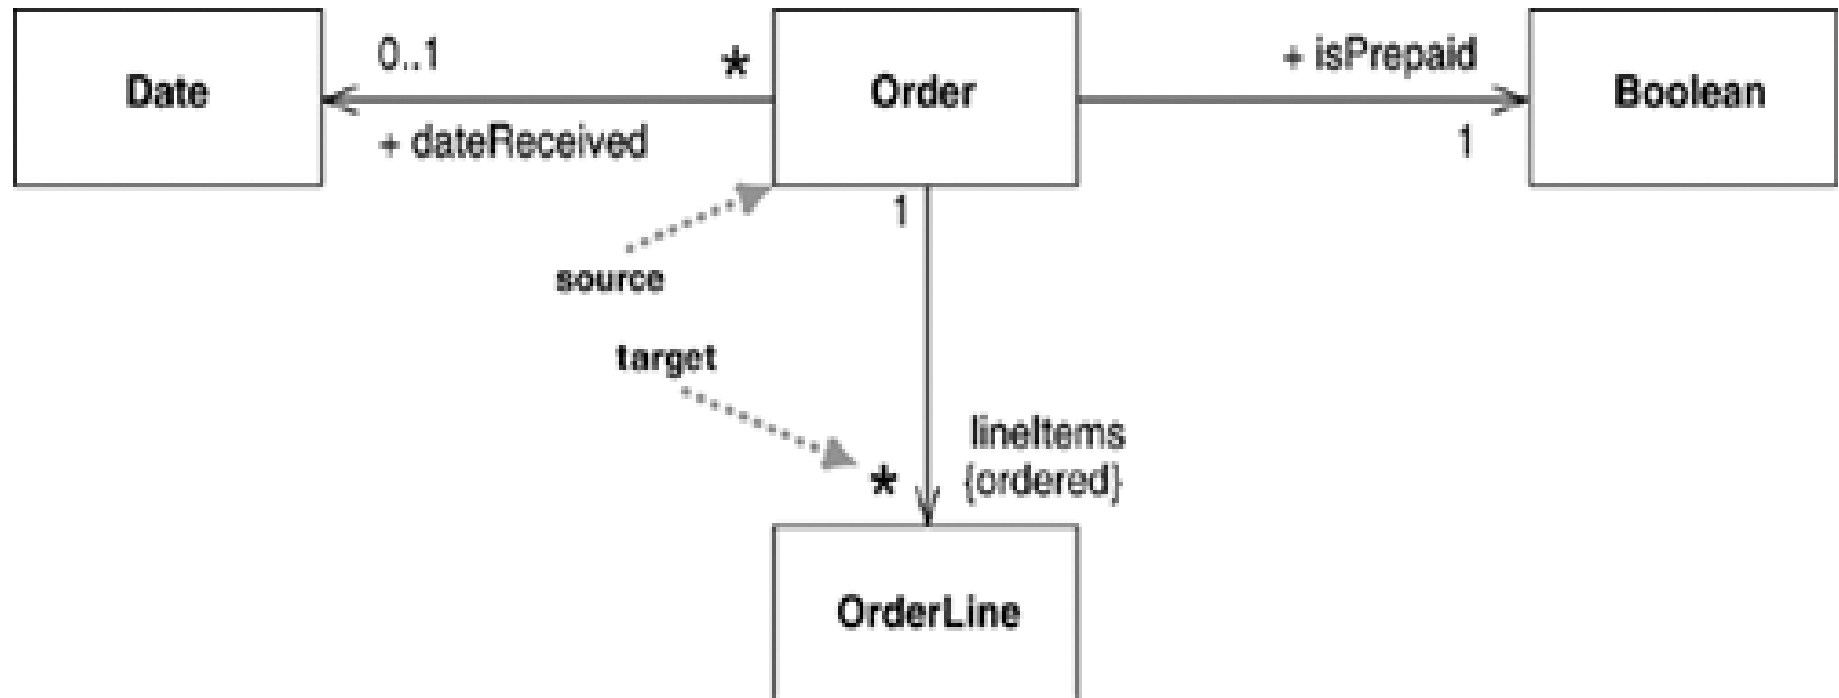 Date
0..1
*
+ dateReceived
Order
+ isPrepaid
1
Boolean
1
source
target
*
lineItems
{ordered}
OrderLine